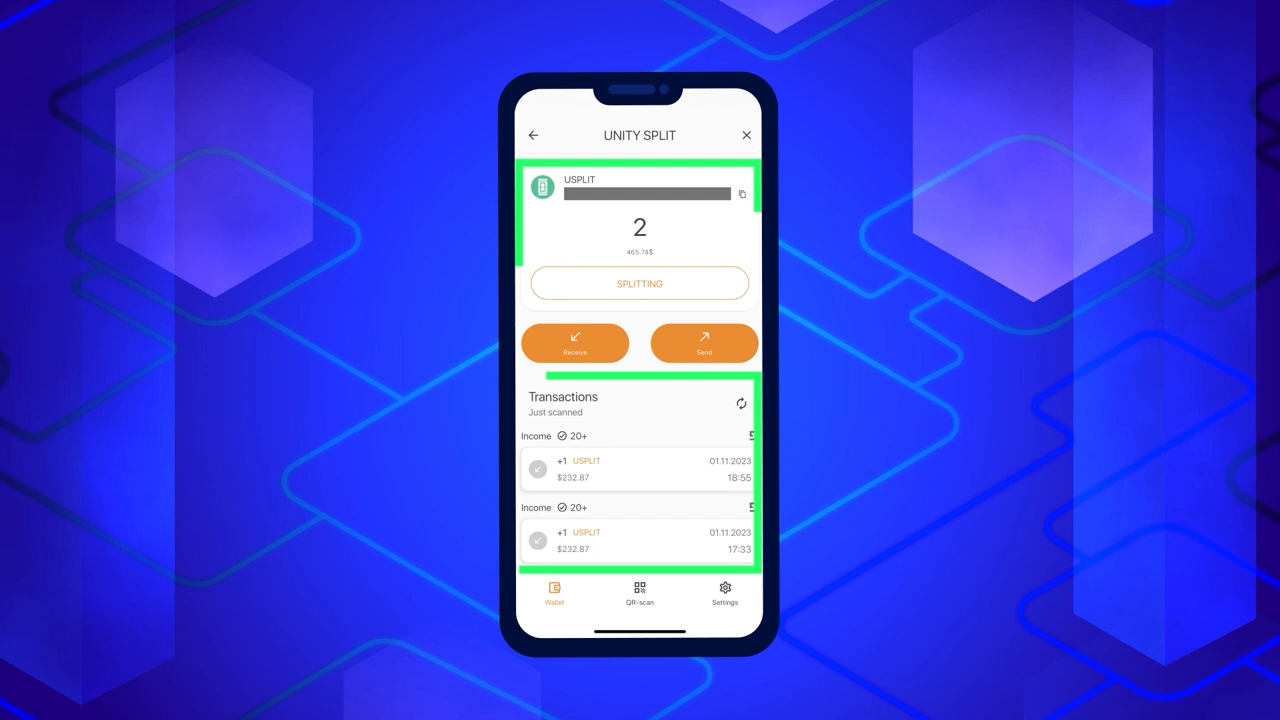 UNITY SPLIT
USPLIT
2
465.74$
SPLITTING
Receive
Send
Transactions
Just scanned
Income 20+
+1 USPLIT 01.11.2023
$232.87 18:55
Income 20+
+1 USPLIT 01.11.2023
$232.87 17:33
Wallet QR-scan Settings